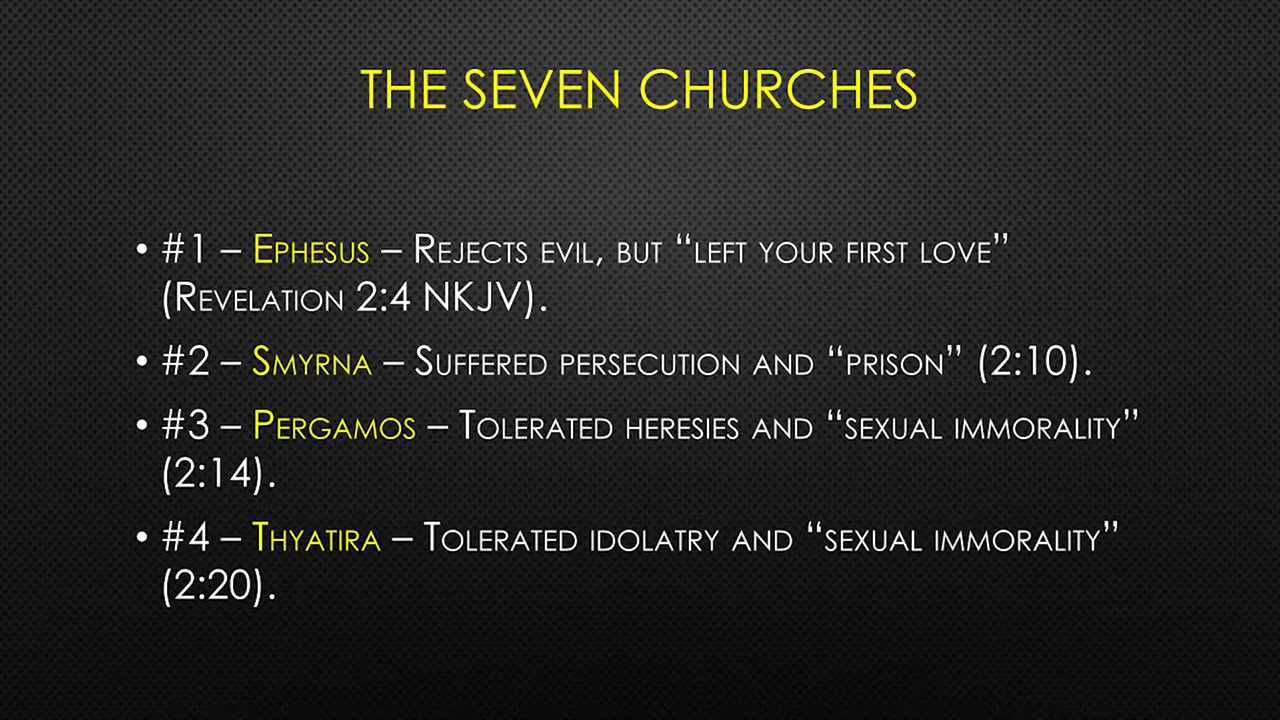 THE SEVEN CHURCHES
• #1 – EPHESUS – REJECTS EVIL, BUT “LEFT YOUR FIRST LOVE”
(REVELATION 2:4 NKJV).
• #2 – SMYRNA – SUFFERED PERSECUTION AND “PRISON” (2:10).
• #3 – PERGAMOS – TOLERATED HERESIES AND “SEXUAL IMMORALITY”
(2:14).
• #4 – THYATIRA – TOLERATED IDOLATRY AND “SEXUAL IMMORALITY”
(2:20).